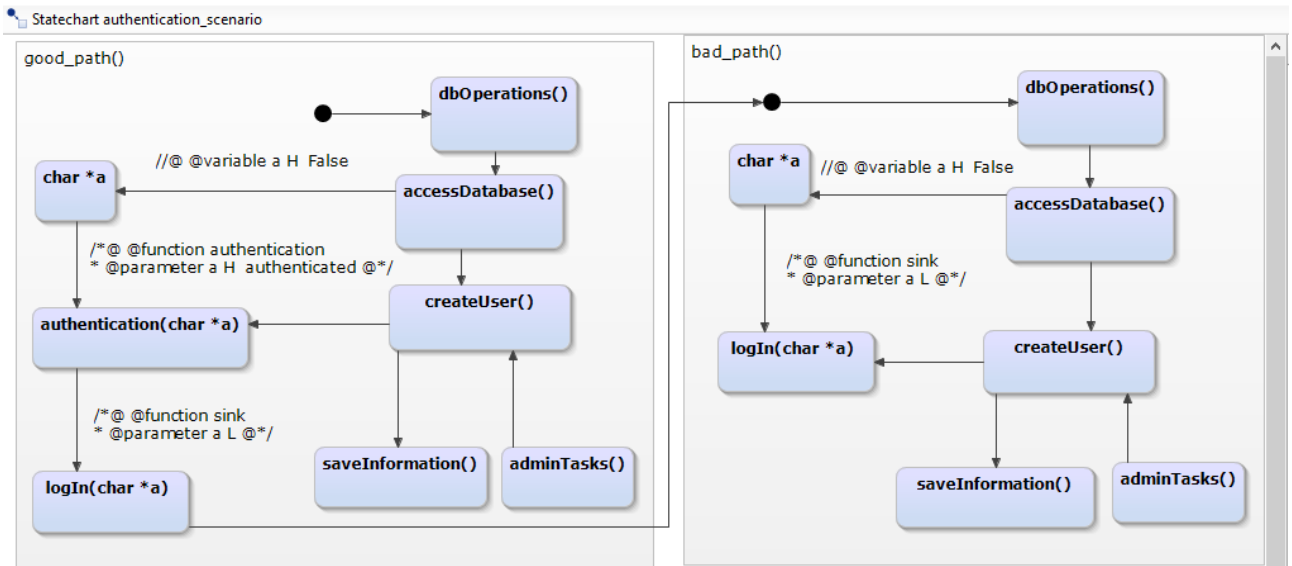 Statechart authentication_scenario
good_path()
dbOperations()
//@ @variable a H  False
char *a
accessDatabase()
/*@ @function authentication
* @parameter a H  authenticated @*/
createUser()
authentication(char *a)
/*@ @function sink
* @parameter a L @*/
saveInformation()
adminTasks()
logIn(char *a)
bad_path()
dbOperations()
char *a
//@ @variable a H  False
accessDatabase()
/*@ @function sink
* @parameter a L @*/
logIn(char *a)
createUser()
saveInformation()
adminTasks()